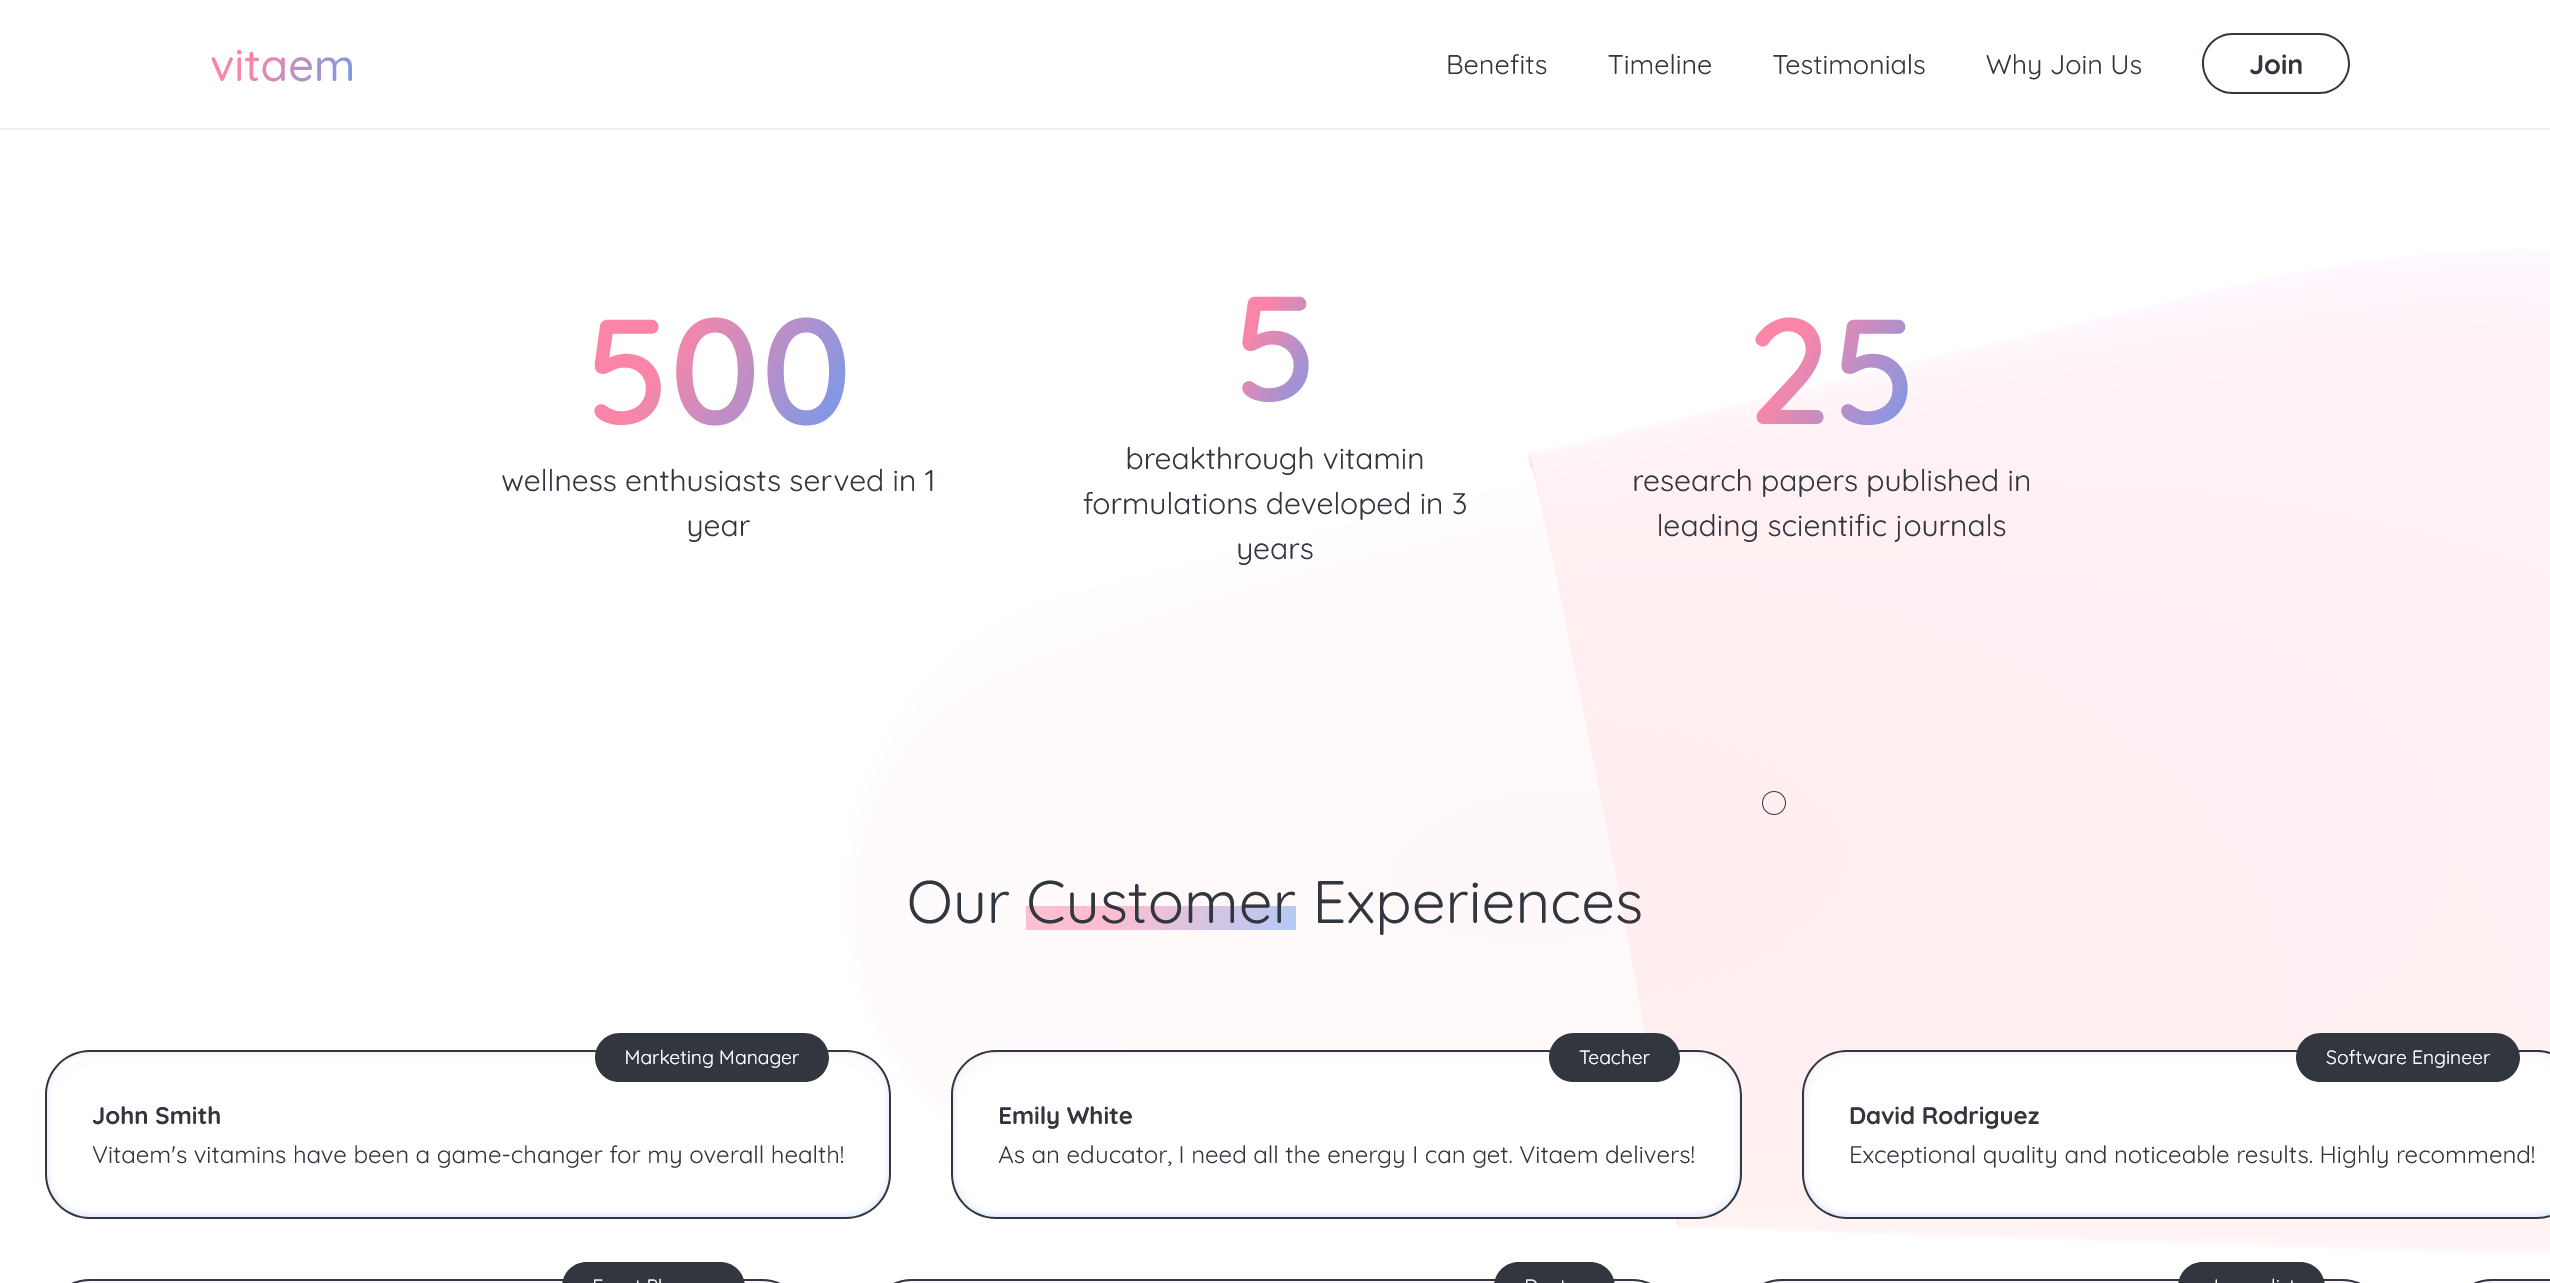 vitaem
Benefits
Timeline
Testimonials
Why Join Us
Join
500
wellness enthusiasts served in 1
year
5
breakthrough vitamin
formulations developed in 3
years
25
research papers published in
leading scientific journals
Our Customer Experiences
Marketing Manager
John Smith
Vitaem's vitamins have been a game-changer for my overall health!
Teacher
Emily White
As an educator, I need all the energy I can get. Vitaem delivers!
Software Engineer
David Rodriguez
Exceptional quality and noticeable results. Highly recommend!